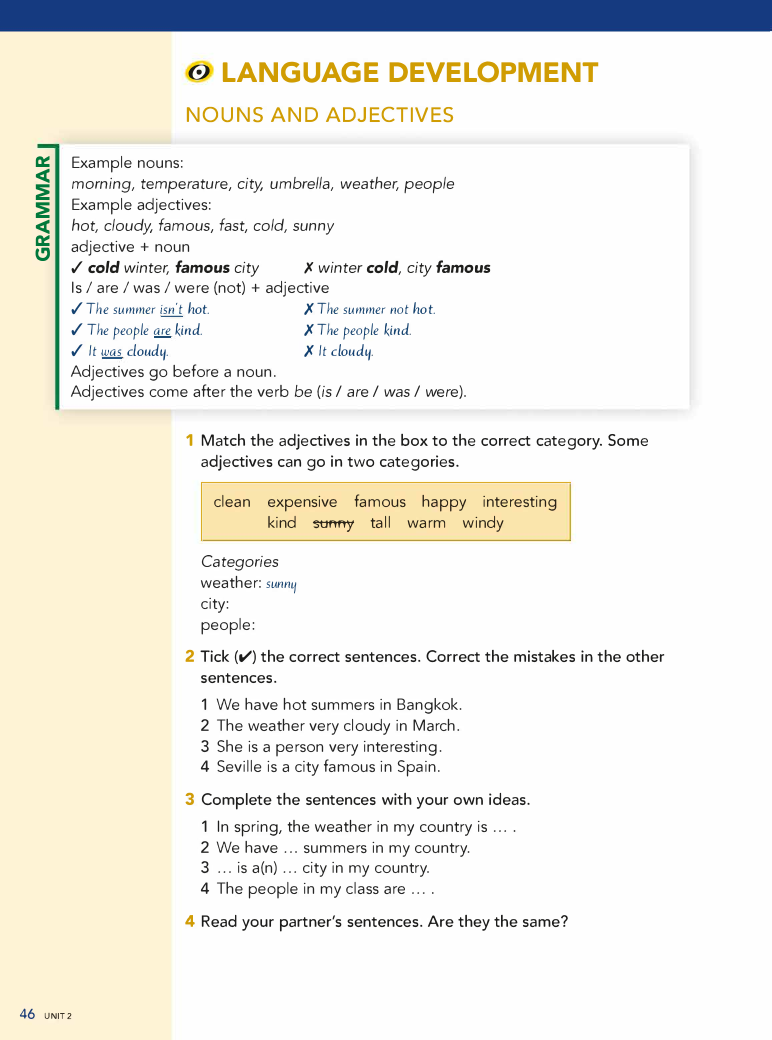 LANGUAGE DEVELOPMENT
NOUNS AND ADJECTIVES
GRAMMAR
Example nouns:
morning, temperature, city, umbrella, weather, people
Example adjectives:
hot, cloudy, famous, fast, cold, sunny
adjective + noun
✓ cold winter, famous city ✗ winter cold, city famous
Is / are / was / were (not) + adjective
✓ The summer isn't hot. ✗ The summer not hot.
✓ The people are kind. ✗ The people kind.
✓ It was cloudy. ✗ It cloudy.
Adjectives go before a noun.
Adjectives come after the verb be (is / are / was / were).
1 Match the adjectives in the box to the correct category. Some
adjectives can go in two categories.
clean expensive famous happy interesting
kind sunny tall warm windy
Categories
weather: sunny
city:
people:
2 Tick (✔) the correct sentences. Correct the mistakes in the other
sentences.
1 We have hot summers in Bangkok.
2 The weather very cloudy in March.
3 She is a person very interesting.
4 Seville is a city famous in Spain.
3 Complete the sentences with your own ideas.
1 In spring, the weather in my country is … .
2 We have … summers in my country.
3 … is a(n) … city in my country.
4 The people in my class are … .
4 Read your partner's sentences. Are they the same?
46 UNIT 2